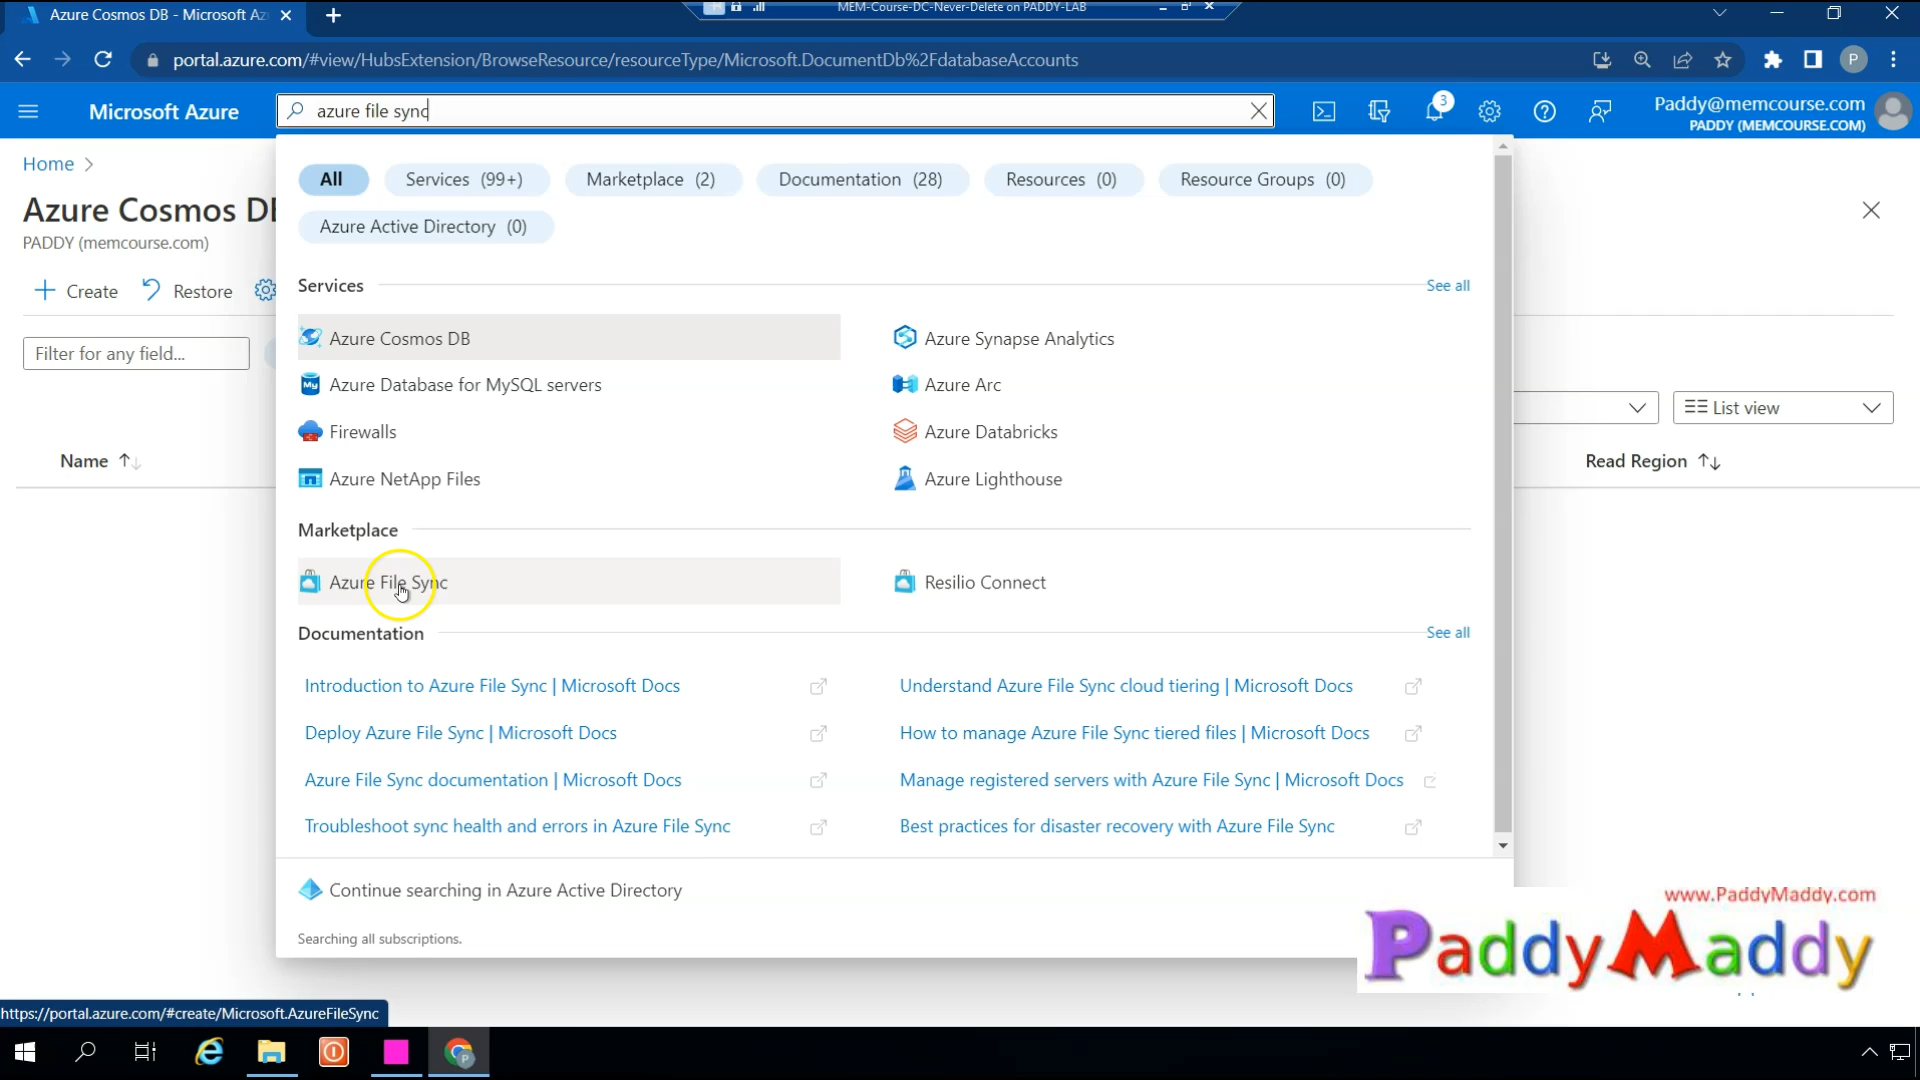 Azure Cosmos DB - Microsoft Az
MEM-Course-DC-Never-Delete on PADDY-LAB
portal.azure.com/#view/HubsExtension/BrowseResource/resourceType/Microsoft.DocumentDb%2FdatabaseAccounts
P
Microsoft Azure
azure file sync
3
Paddy@memcourse.com
PADDY (MEMCOURSE.COM)
Home
All
Services (99+)
Marketplace (2)
Documentation (28)
Resources (0)
Resource Groups (0)
Azure Active Directory (0)
Azure Cosmos DB
PADDY (memcourse.com)
Create
Restore
Filter for any field...
Services
See all
Azure Cosmos DB
Azure Synapse Analytics
My
Azure Database for MySQL servers
Azure Arc
Firewalls
Azure Databricks
Azure NetApp Files
Azure Lighthouse
List view
Name
Read Region
Marketplace
Azure File Sync
Resilio Connect
Documentation
See all
Introduction to Azure File Sync | Microsoft Docs
Understand Azure File Sync cloud tiering | Microsoft Docs
Deploy Azure File Sync | Microsoft Docs
How to manage Azure File Sync tiered files | Microsoft Docs
Azure File Sync documentation | Microsoft Docs
Manage registered servers with Azure File Sync | Microsoft Docs
Troubleshoot sync health and errors in Azure File Sync
Best practices for disaster recovery with Azure File Sync
Continue searching in Azure Active Directory
Searching all subscriptions.
www.PaddyMaddy.com
PaddyMaddy
https://portal.azure.com/#create/Microsoft.AzureFileSync
P